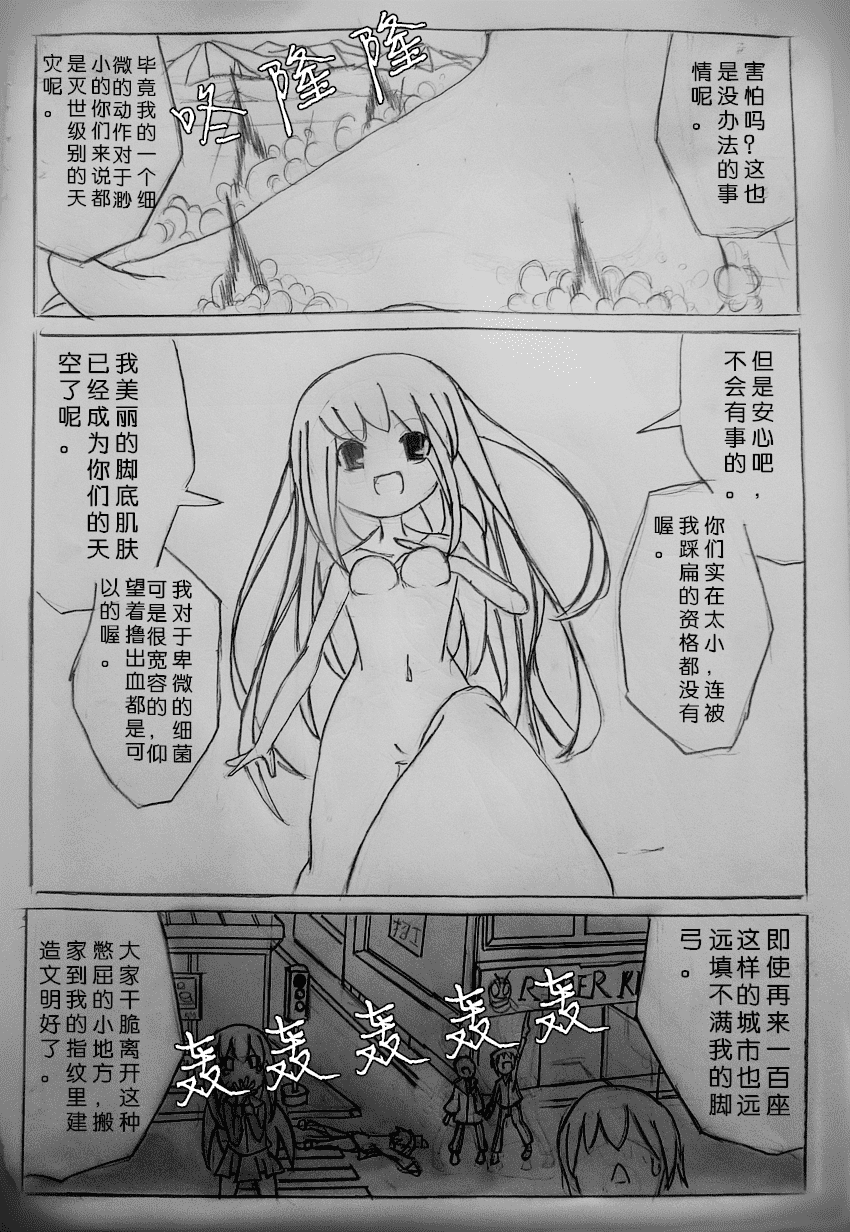 害怕吗?这也
是没办法的事
情呢。
咚隆隆
毕竟我的一个细
微的动作对于渺
小的你们来说都
是灭世级别的天
灾呢。
但是安心吧,
不会有事的。
你们实在太小,连被
我踩扁的资格都没有
喔。
我美丽的脚底肌肤
已经成为你们的天
空了呢。
我对于卑微的细菌
可是很宽容的,仰
望着撸出血都是可
以的喔。
即使再来一百座
这样的城市也远
远填不满我的脚
弓。
轰轰轰轰轰
大家干脆离开这种
憋屈的小地方,搬
家到我的指纹里建
造文明好了。